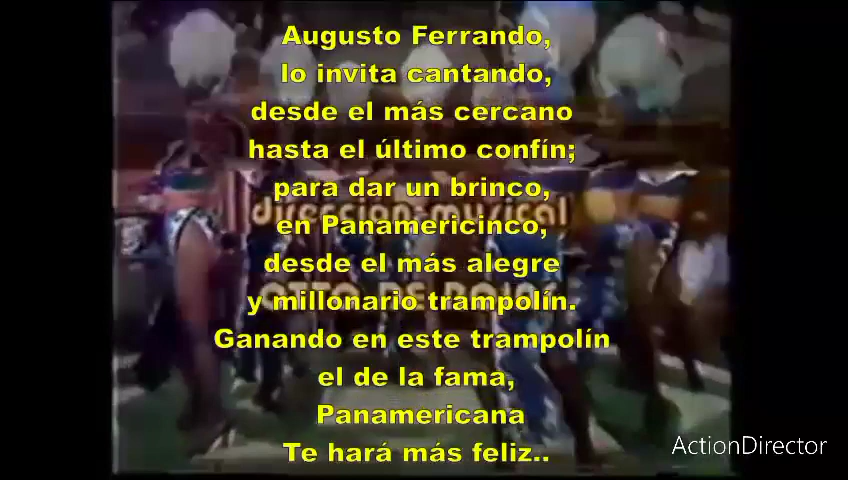 Augusto Ferrando,
lo invita cantando,
desde el más cercano
hasta el último confín;
para dar un brinco,
direccion musical
en Panamericinco,
desde el más alegre
y millonario trampolín.
Ganando en este trampolín
el de la fama,
Panamericana
Te hará más feliz..
ActionDirector